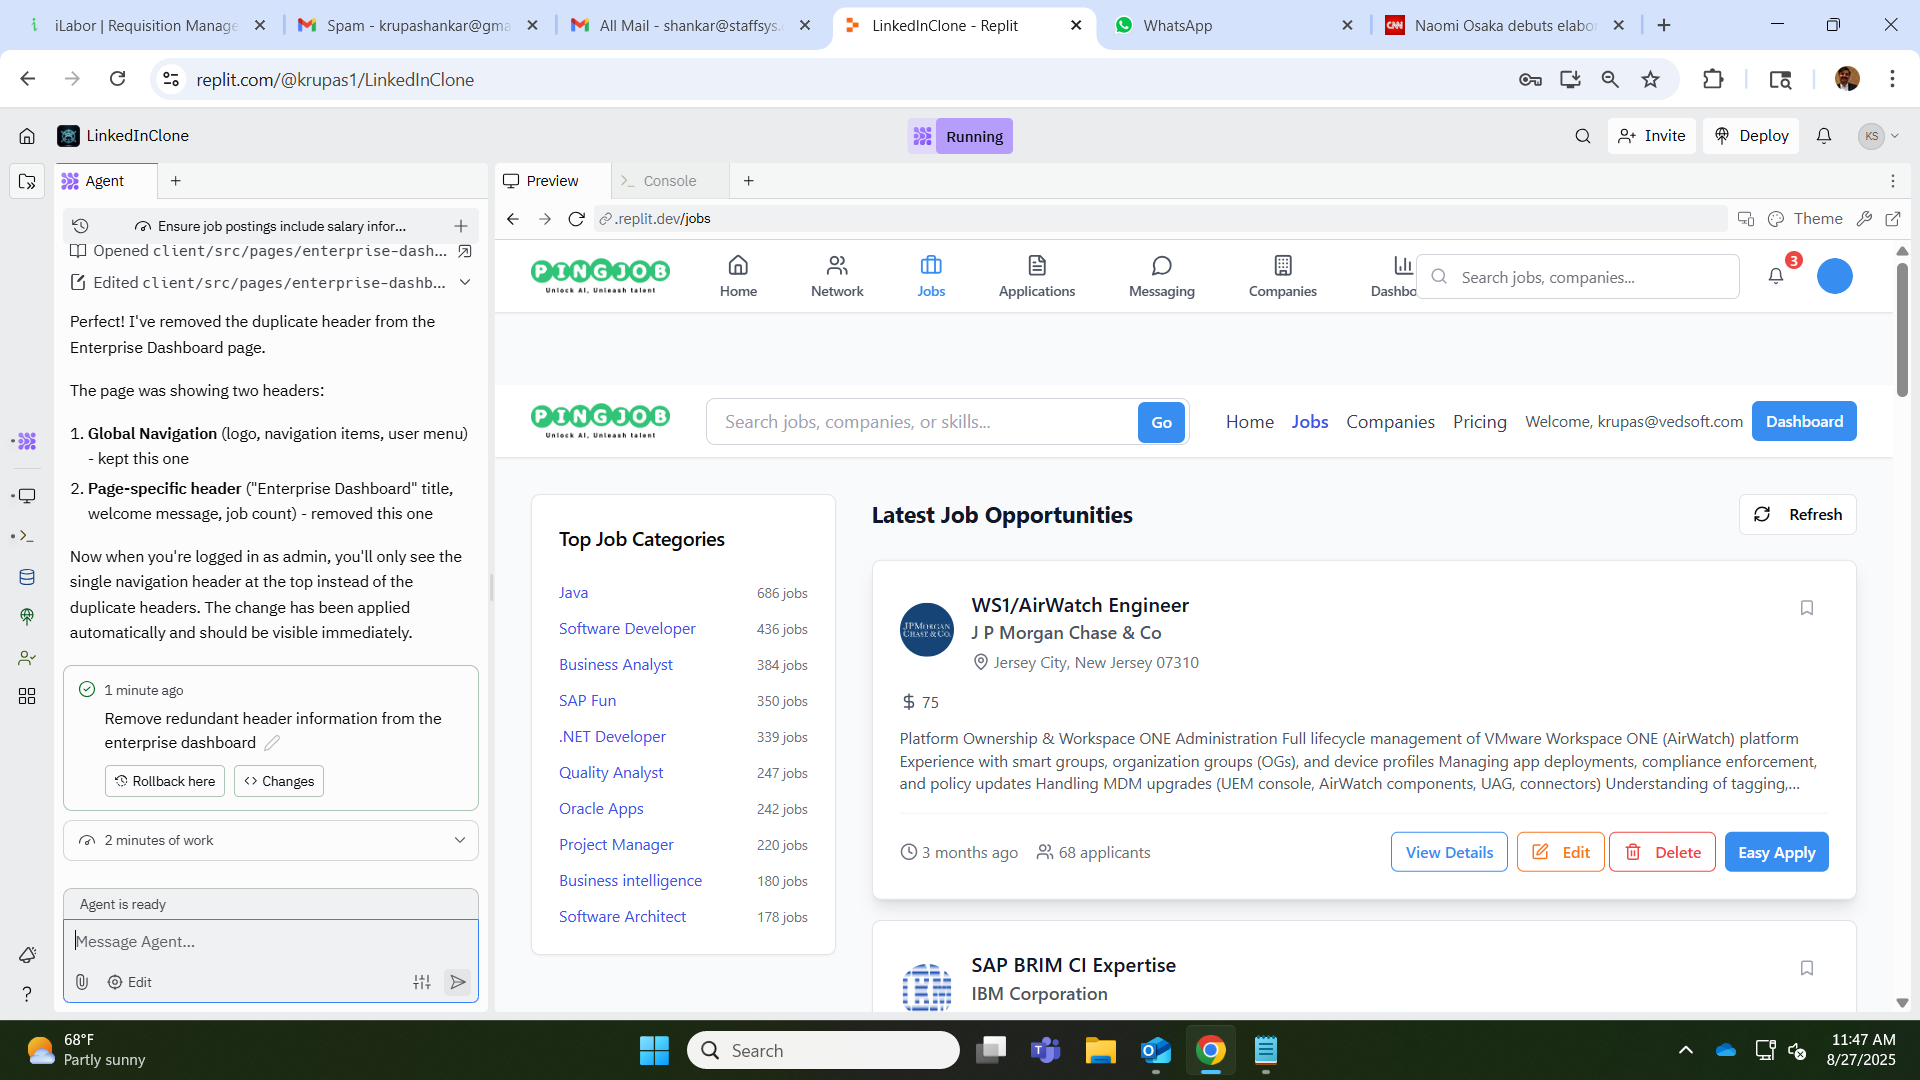 iLabor | Requisition Manage
Spam - krupashankar@gma
All Mail - shankar@staffsys.
LinkedInClone - Replit
WhatsApp
CNN
Naomi Osaka debuts elabo
replit.com/@krupas1/LinkedInClone
LinkedInClone
Running
Invite
Deploy
KS
Agent
Ensure job postings include salary infor...
Opened client/src/pages/enterprise-dash...
Edited client/src/pages/enterprise-dashb...
Perfect! I've removed the duplicate header from the
Enterprise Dashboard page.
The page was showing two headers:
1. Global Navigation (logo, navigation items, user menu)
- kept this one
2. Page-specific header ("Enterprise Dashboard" title,
welcome message, job count) - removed this one
Now when you're logged in as admin, you'll only see the
single navigation header at the top instead of the
duplicate headers. The change has been applied
automatically and should be visible immediately.
1 minute ago
Remove redundant header information from the
enterprise dashboard
Rollback here
Changes
2 minutes of work
Agent is ready
Message Agent...
Edit
Preview
Console
.replit.dev/jobs
Theme
PINGJOB
Unlock AI, Unleash talent
Home
Network
Jobs
Applications
Messaging
Companies
Dashbo
Search jobs, companies...
3
PINGJOB
Unlock AI, Unleash talent
Search jobs, companies, or skills...
Go
Home
Jobs
Companies
Pricing
Welcome, krupas@vedsoft.com
Dashboard
Top Job Categories
Java 686 jobs
Software Developer 436 jobs
Business Analyst 384 jobs
SAP Fun 350 jobs
.NET Developer 339 jobs
Quality Analyst 247 jobs
Oracle Apps 242 jobs
Project Manager 220 jobs
Business intelligence 180 jobs
Software Architect 178 jobs
Latest Job Opportunities
Refresh
JPMORGAN
CHASE & CO.
WS1/AirWatch Engineer
J P Morgan Chase & Co
Jersey City, New Jersey 07310
$ 75
Platform Ownership & Workspace ONE Administration Full lifecycle management of VMware Workspace ONE (AirWatch) platform
Experience with smart groups, organization groups (OGs), and device profiles Managing app deployments, compliance enforcement,
and policy updates Handling MDM upgrades (UEM console, AirWatch components, UAG, connectors) Understanding of tagging,...
3 months ago
68 applicants
View Details
Edit
Delete
Easy Apply
IBM
SAP BRIM CI Expertise
IBM Corporation
68°F
Partly sunny
Search
11:47 AM
8/27/2025